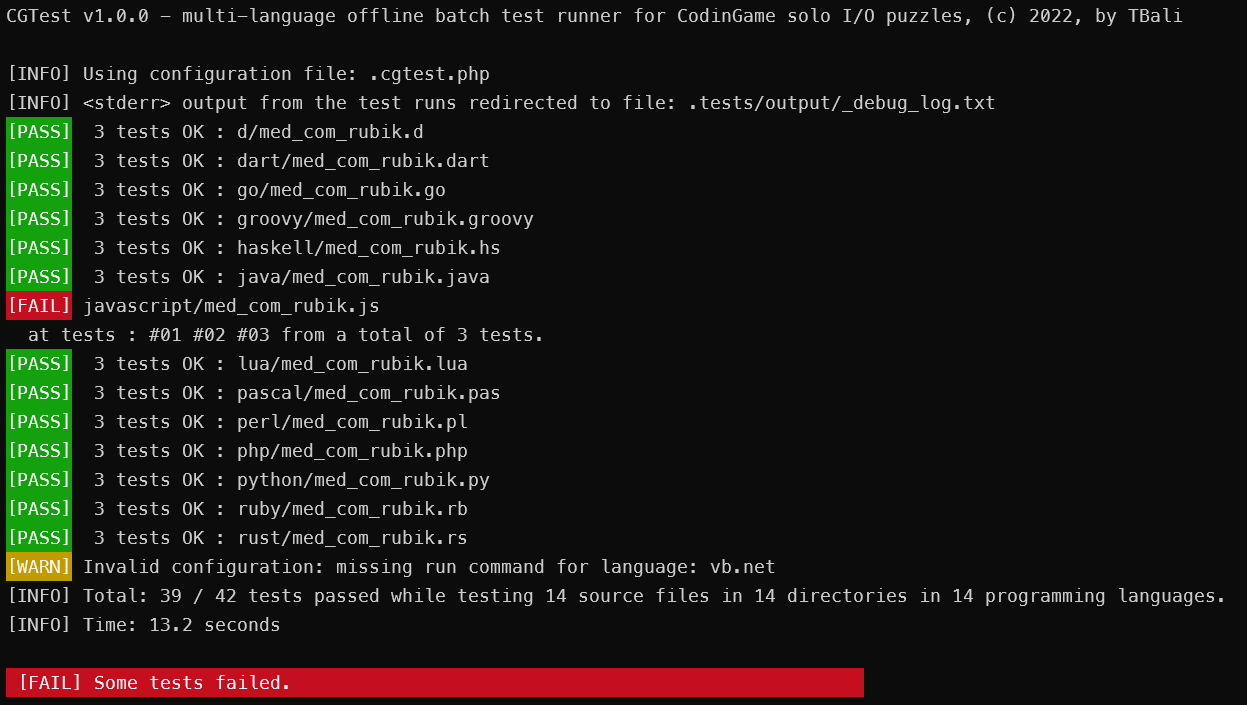 CGTest v1.0.0 - multi-language offline batch test runner for CodinGame solo I/O puzzles, (c) 2022, by TBali
[INFO] Using configuration file: .cgtest.php
[INFO] <stderr> output from the test runs redirected to file: .tests/output/_debug_log.txt
[PASS]  3 tests OK : d/med_com_rubik.d
[PASS]  3 tests OK : dart/med_com_rubik.dart
[PASS]  3 tests OK : go/med_com_rubik.go
[PASS]  3 tests OK : groovy/med_com_rubik.groovy
[PASS]  3 tests OK : haskell/med_com_rubik.hs
[PASS]  3 tests OK : java/med_com_rubik.java
[FAIL] javascript/med_com_rubik.js
  at tests : #01 #02 #03 from a total of 3 tests.
[PASS]  3 tests OK : lua/med_com_rubik.lua
[PASS]  3 tests OK : pascal/med_com_rubik.pas
[PASS]  3 tests OK : perl/med_com_rubik.pl
[PASS]  3 tests OK : php/med_com_rubik.php
[PASS]  3 tests OK : python/med_com_rubik.py
[PASS]  3 tests OK : ruby/med_com_rubik.rb
[PASS]  3 tests OK : rust/med_com_rubik.rs
[WARN] Invalid configuration: missing run command for language: vb.net
[INFO] Total: 39 / 42 tests passed while testing 14 source files in 14 directories in 14 programming languages.
[INFO] Time: 13.2 seconds
[FAIL] Some tests failed.